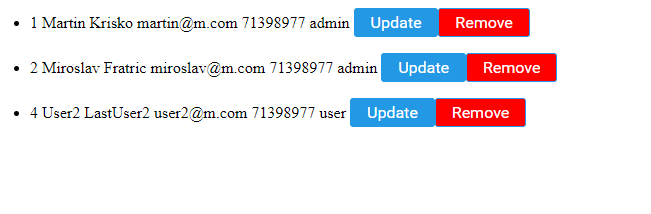 1 Martin Krisko martin@m.com 71398977 admin Update Remove
2 Miroslav Fratric miroslav@m.com 71398977 admin Update Remove
4 User2 LastUser2 user2@m.com 71398977 user Update Remove